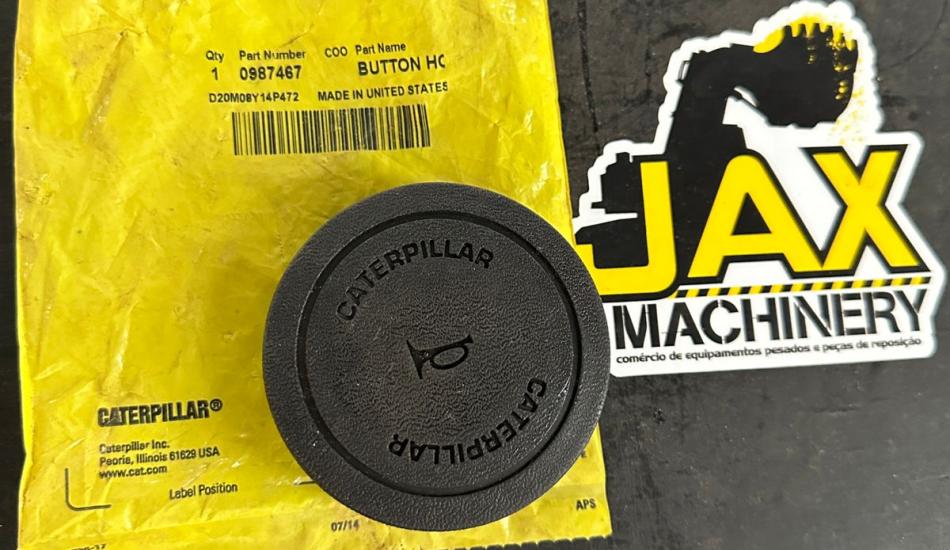 Qty Part Number COO Part Name
1 0987467 BUTTON HO
D20M08Y14P472 MADE IN UNITED STATES
CATERPILLAR
CATERPILLAR
CATERPILLAR®
Caterpillar Inc.
Peoria, Illinois 61629 USA
www.cat.com
Label Position
07/14
APS
JAX
MACHINERY
comércio de equipamentos pesados e peças de reposição